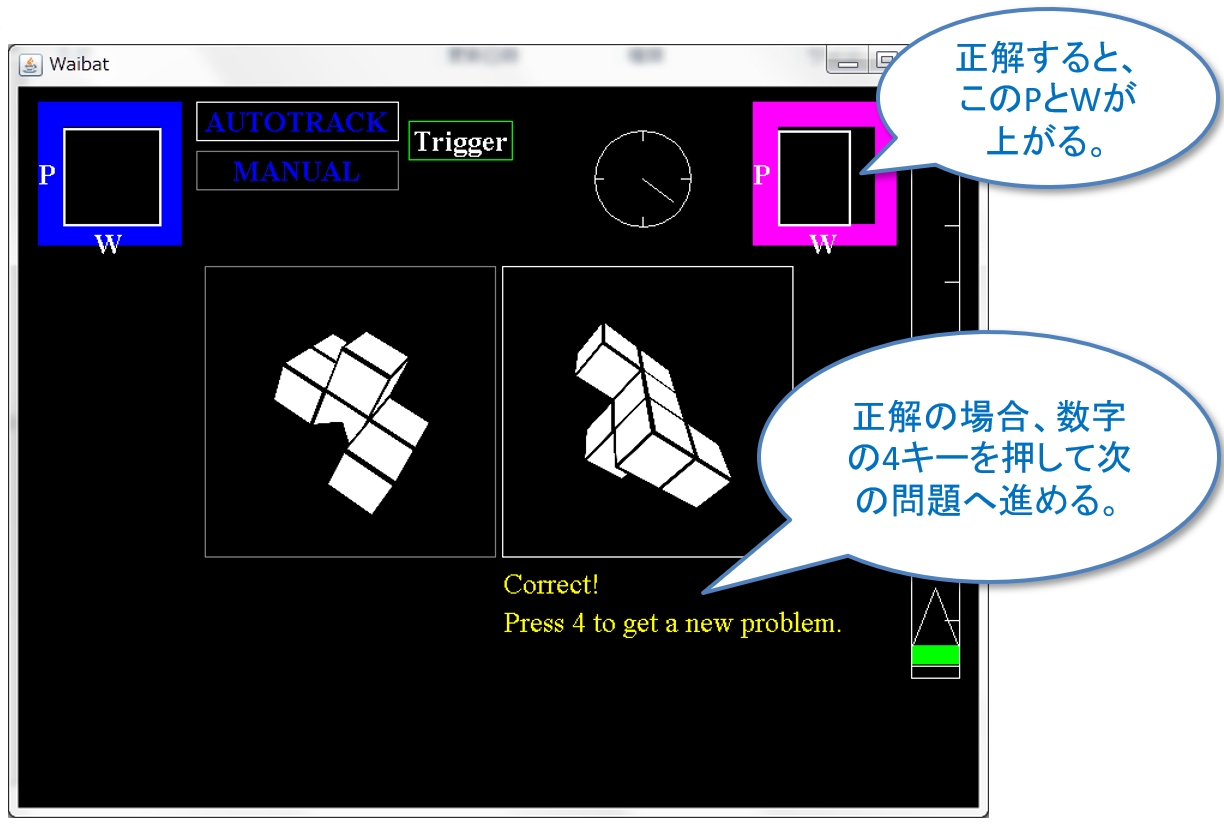 Waibat
正解すると、
このPとWが
上がる。
AUTOTRACK
Trigger
MANUAL
P
W
P
W
正解の場合、数字
の4キーを押して次
の問題へ進める。
Correct!
Press 4 to get a new problem.